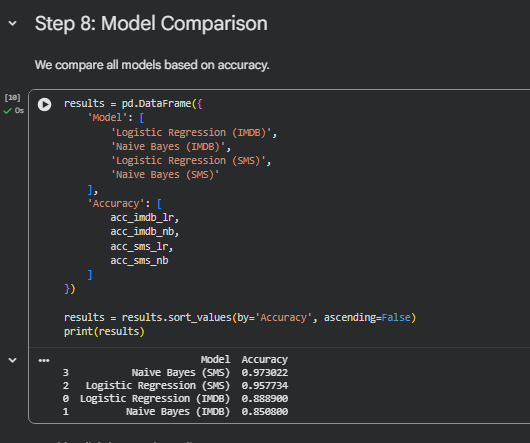 Step 8: Model Comparison
We compare all models based on accuracy.
[10]
0s
results = pd.DataFrame({
    'Model': [
        'Logistic Regression (IMDB)',
        'Naive Bayes (IMDB)',
        'Logistic Regression (SMS)',
        'Naive Bayes (SMS)'
    ],
    'Accuracy': [
        acc_imdb_lr,
        acc_imdb_nb,
        acc_sms_lr,
        acc_sms_nb
    ]
})
results = results.sort_values(by='Accuracy', ascending=False)
print(results)
Model Accuracy
3 Naive Bayes (SMS) 0.973022
2 Logistic Regression (SMS) 0.957734
0 Logistic Regression (IMDB) 0.888900
1 Naive Bayes (IMDB) 0.850800